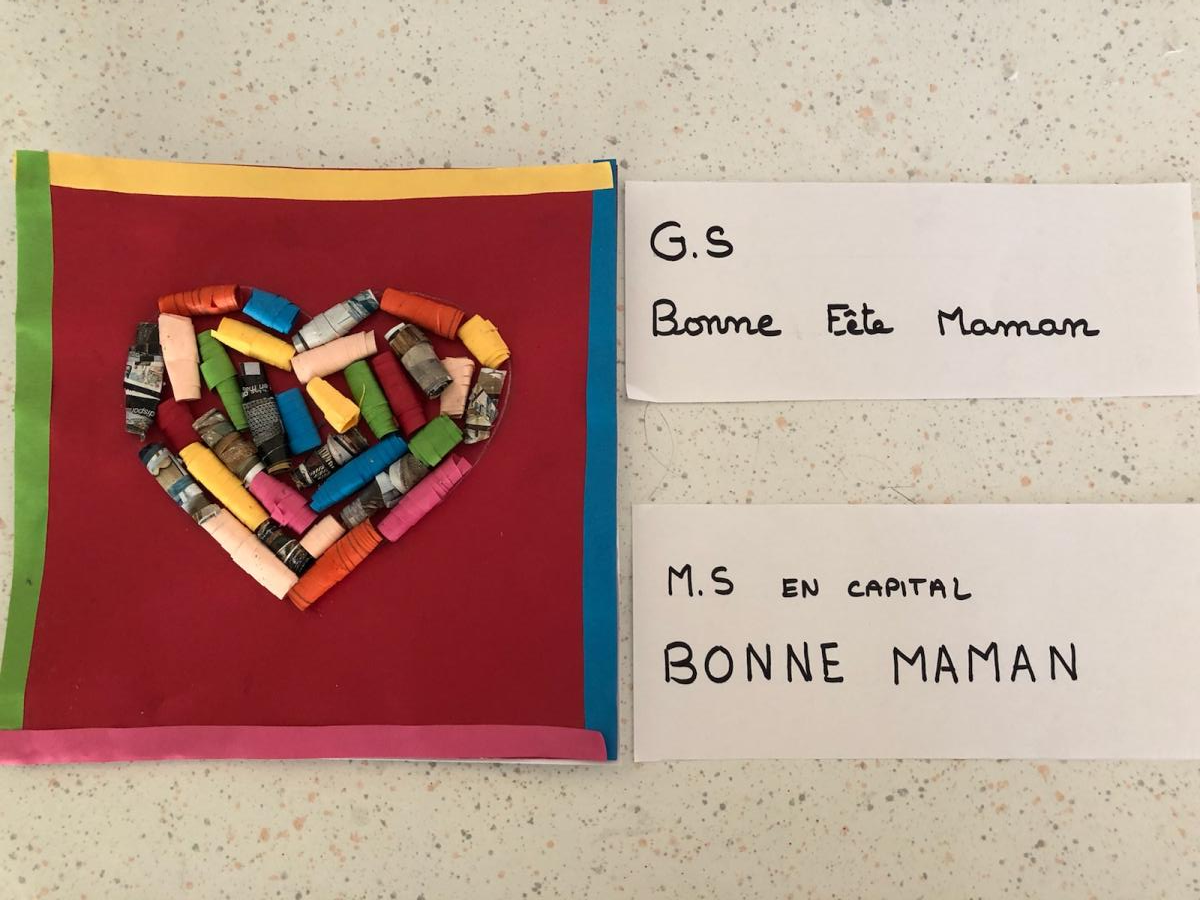 G.S
Bonne Fête Maman
M.S EN CAPITAL
BONNE MAMAN